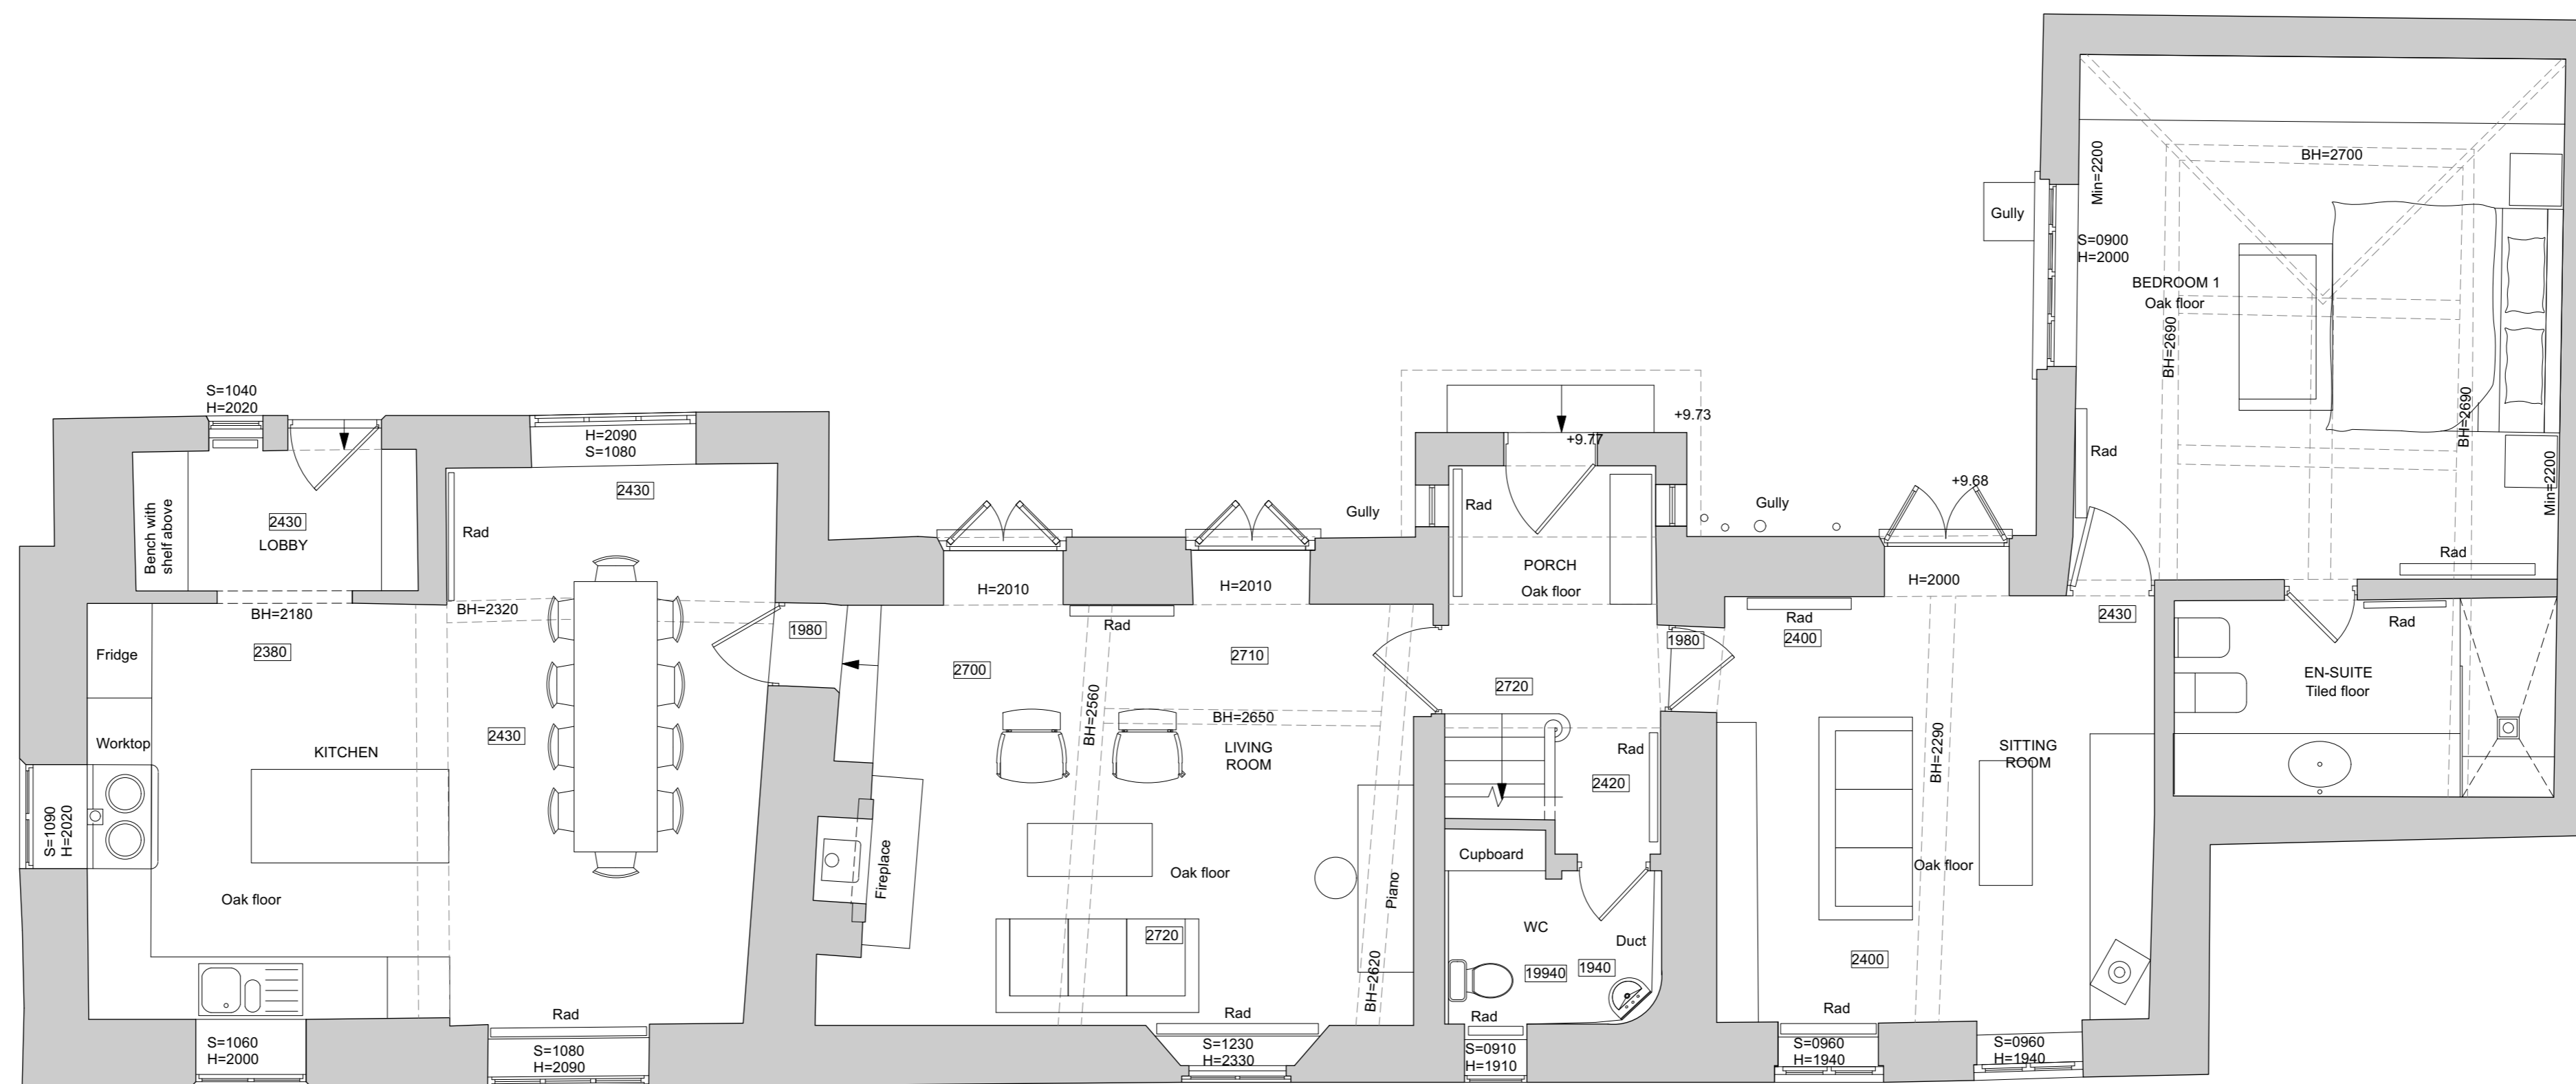 S=1040
H=2020
H=2090
S=1080
2430
Rad
Bench with
shelf above
2430
LOBBY
BH=2180
2380
Fridge
Worktop
KITCHEN
S=1090
H=2020
Oak floor
2430
BH=2320
1980
Rad
S=1060
H=2000
S=1080
H=2090
H=2010
H=2010
Rad
2700
2710
BH=2560
BH=2650
LIVING
ROOM
Fireplace
Oak floor
Piano
2720
BH=2620
Rad
S=1230
H=2330
Gully
Rad
+9.77
+9.73
PORCH
Oak floor
Gully
+9.68
2720
1980
Rad
2420
Cupboard
WC
Duct
19940
1940
Rad
S=0910
H=1910
H=2000
Rad
2400
2430
BH=2290
SITTING
ROOM
Oak floor
2400
Rad
S=0960
H=1940
S=0960
H=1940
Gully
Min=2200
BH=2700
S=0900
H=2000
BEDROOM 1
Oak floor
BH=2690
BH=2690
Rad
Min=2200
Rad
Rad
EN-SUITE
Tiled floor